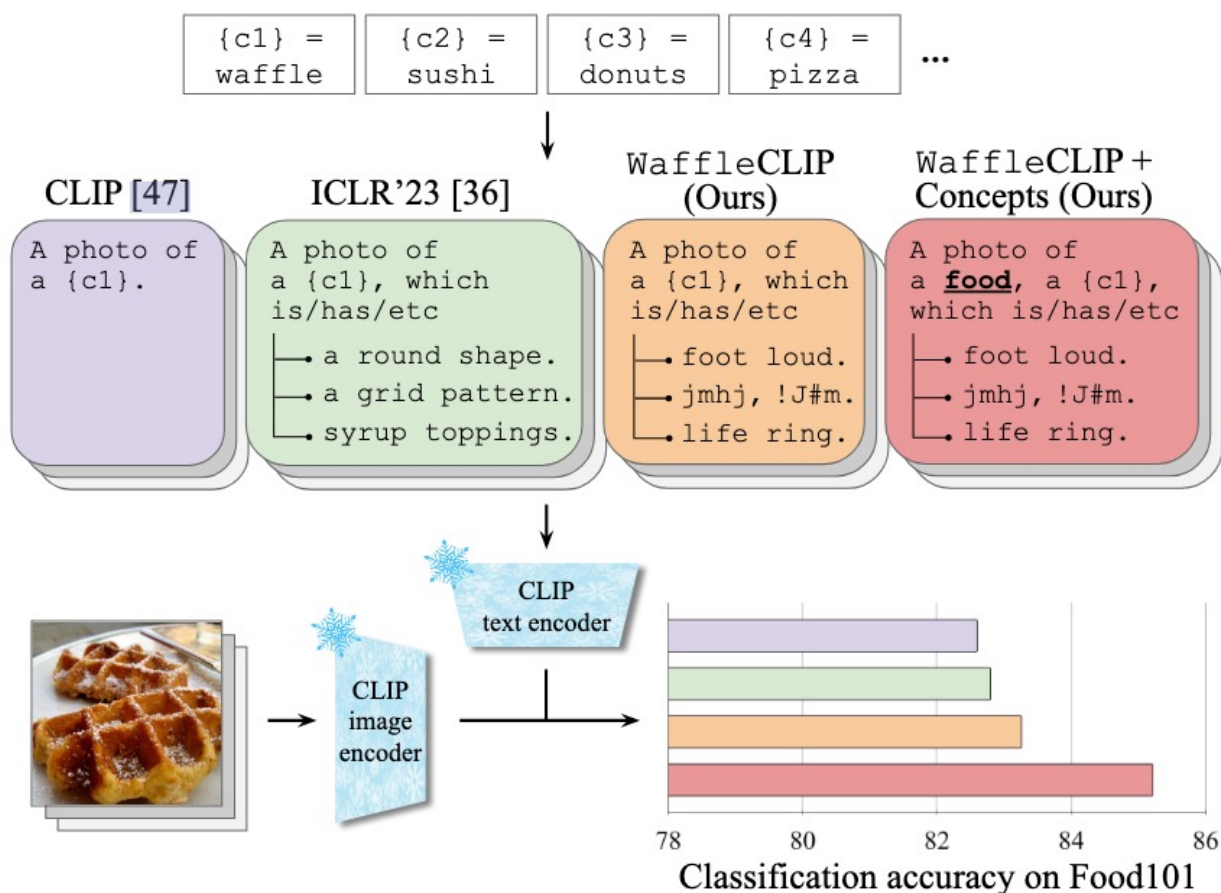 {c1} = waffle
{c2} = sushi
{c3} = donuts
{c4} = pizza
...
CLIP [47]
A photo of
a {c1}.
ICLR'23 [36]
A photo of
a {c1}, which
is/has/etc
a round shape.
a grid pattern.
syrup toppings.
WaffleCLIP
(Ours)
A photo of
a {c1}, which
is/has/etc
foot loud.
jmhj, !J#m.
life ring.
WaffleCLIP +
Concepts (Ours)
A photo of
a food, a {c1},
which is/has/etc
foot loud.
jmhj, !J#m.
life ring.
CLIP
text encoder
CLIP
image
encoder
78 80 82 84 86
Classification accuracy on Food101